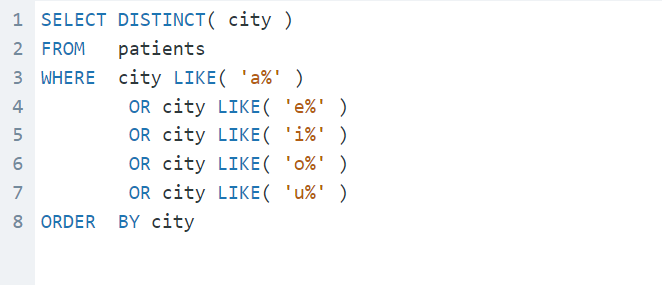 1 SELECT DISTINCT( city )
2 FROM   patients
3 WHERE  city LIKE( 'a%' )
4         OR city LIKE( 'e%' )
5         OR city LIKE( 'i%' )
6         OR city LIKE( 'o%' )
7         OR city LIKE( 'u%' )
8 ORDER  BY city